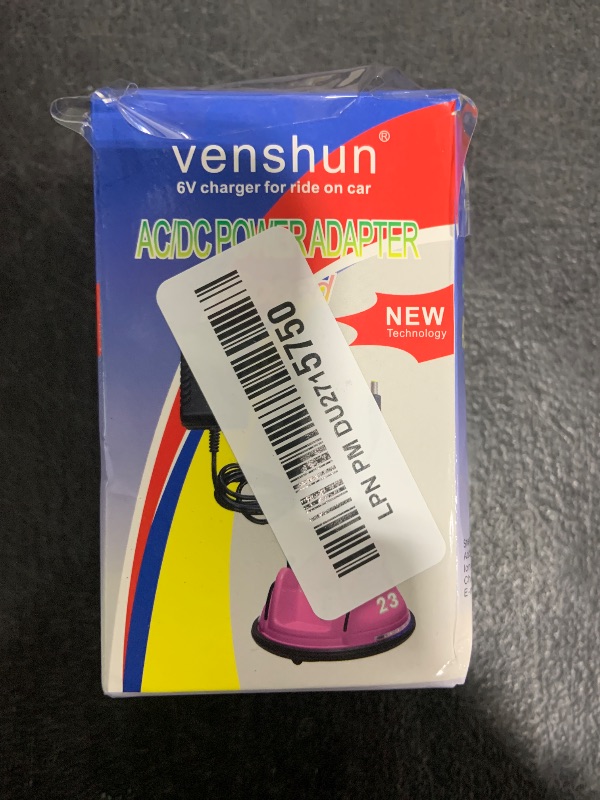 venshun®
6V charger for ride on car
AC/DC POWER ADAPTER
NEW
Technology
LPN PM DU2715750
23